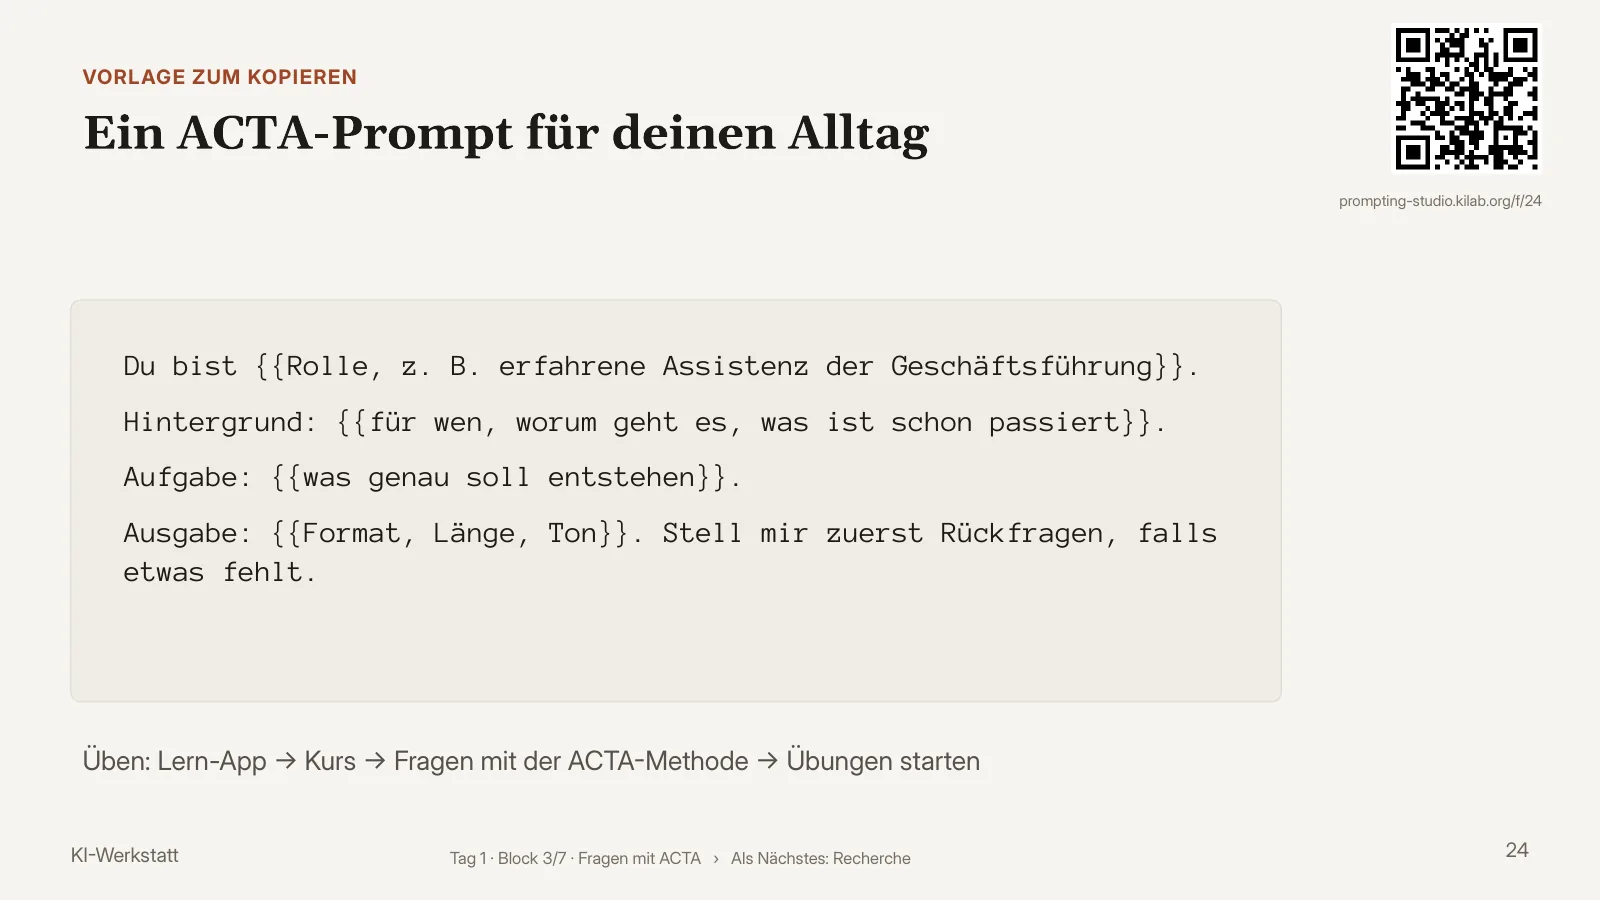 VORLAGE ZUM KOPIEREN
Ein ACTA-Prompt für deinen Alltag
prompting-studio.kilab.org/f/24
Du bist {{Rolle, z. B. erfahrene Assistenz der Geschäftsführung}}.
Hintergrund: {{für wen, worum geht es, was ist schon passiert}}.
Aufgabe: {{was genau soll entstehen}}.
Ausgabe: {{Format, Länge, Ton}}. Stell mir zuerst Rückfragen, falls
etwas fehlt.
Üben: Lern-App → Kurs → Fragen mit der ACTA-Methode → Übungen starten
KI-Werkstatt
Tag 1 · Block 3/7 · Fragen mit ACTA › Als Nächstes: Recherche
24